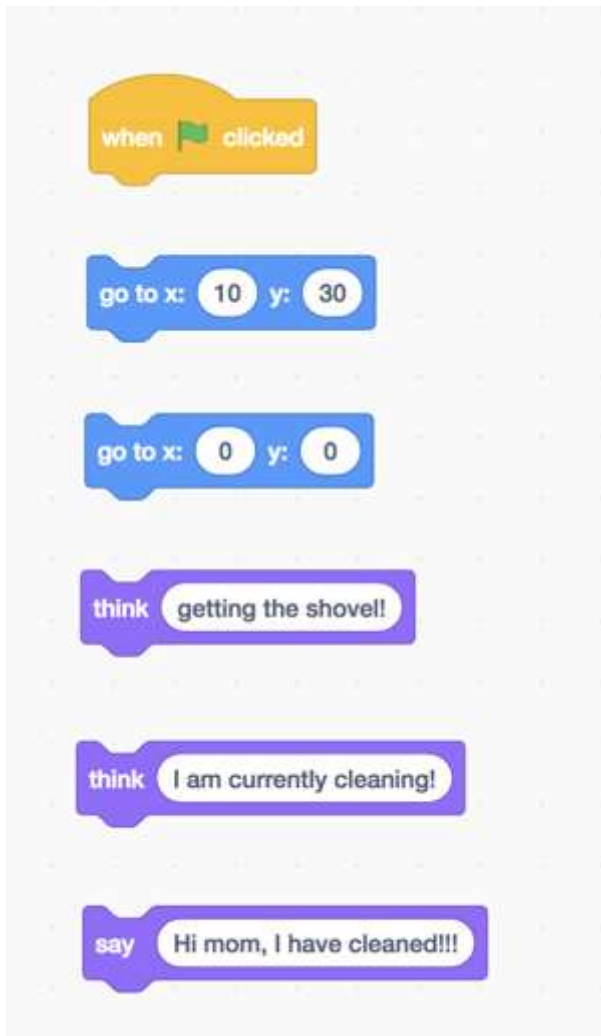 when clicked
go to x: 10 y: 30
go to x: 0 y: 0
think getting the shovel!
think I am currently cleaning!
say Hi mom, I have cleaned!!!